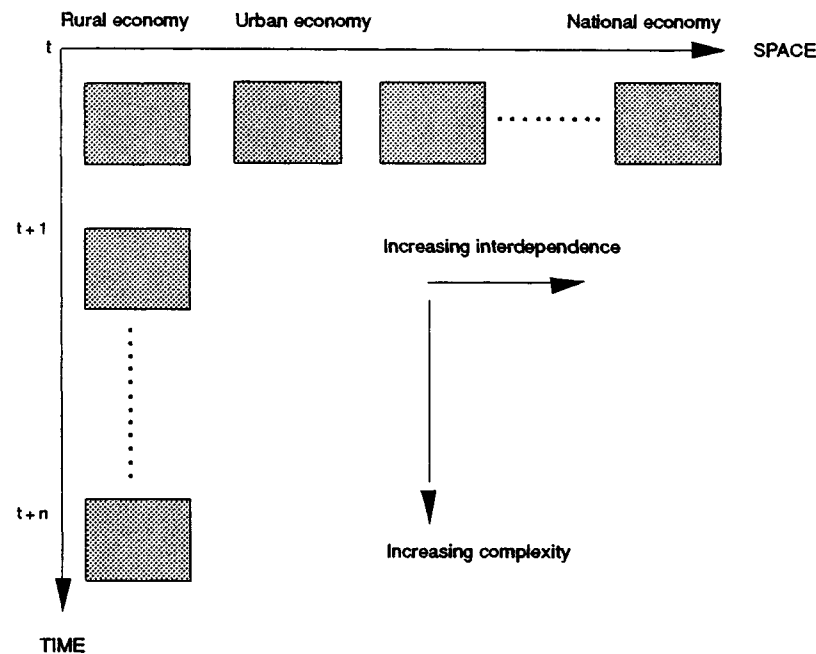 Rural economy
Urban economy
National economy
t
SPACE
t + 1
Increasing interdependence
t + n
Increasing complexity
TIME